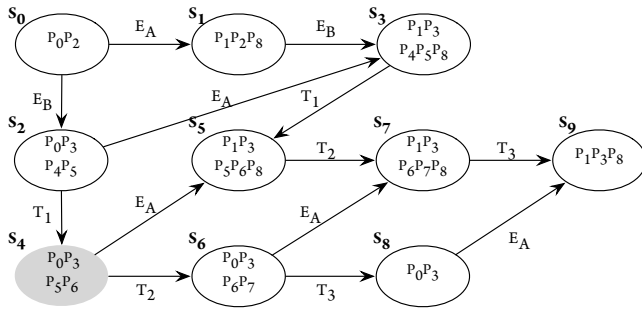 S0 S1 S3
P0P2 EA P1P2P8 EB P1P3
P4P5P8
EB EA T1
S2 S5 S7 S9
P0P3 P1P3 T2 P1P3 T3 P1P3P8
P4P5 P5P6P8 P6P7P8
T1 EA EA EA
S4 S6 S8
P0P3 T2 P0P3 T3 P0P3
P5P6 P6P7